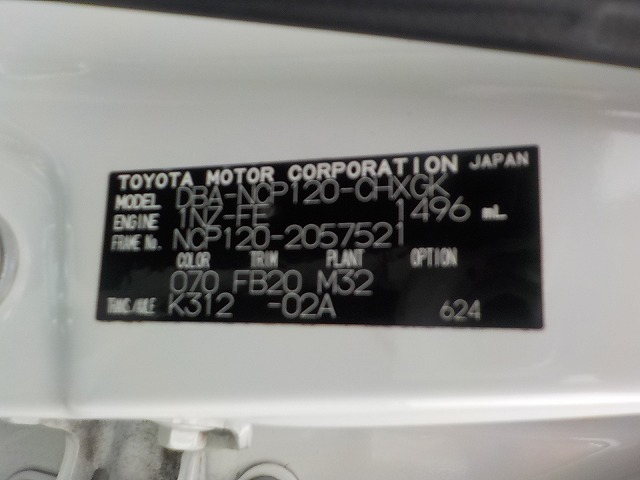 TOYOTA MOTOR CORPORATION JAPAN
MODEL DBA-NCP120-CHXGK
ENGINE 1NZ-FE 1496 mL
FRAME No. NCP120-2057521
COLOR TRIM PLANT OPTION
070 FB20 M32
TRANS/AXLE K312 -02A 624